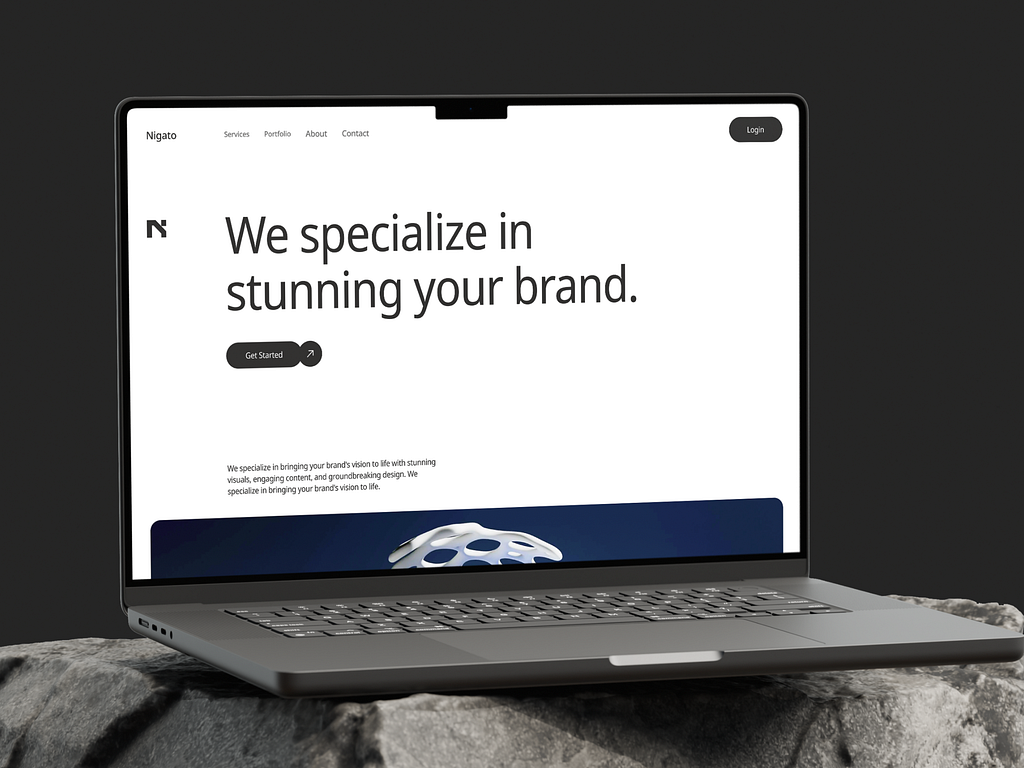 Nigato
Services Portfolio About Contact
Login
We specialize in
stunning your brand.
Get Started
We specialize in bringing your brand's vision to life with stunning
visuals, engaging content, and groundbreaking design. We
specialize in bringing your brand's vision to life.